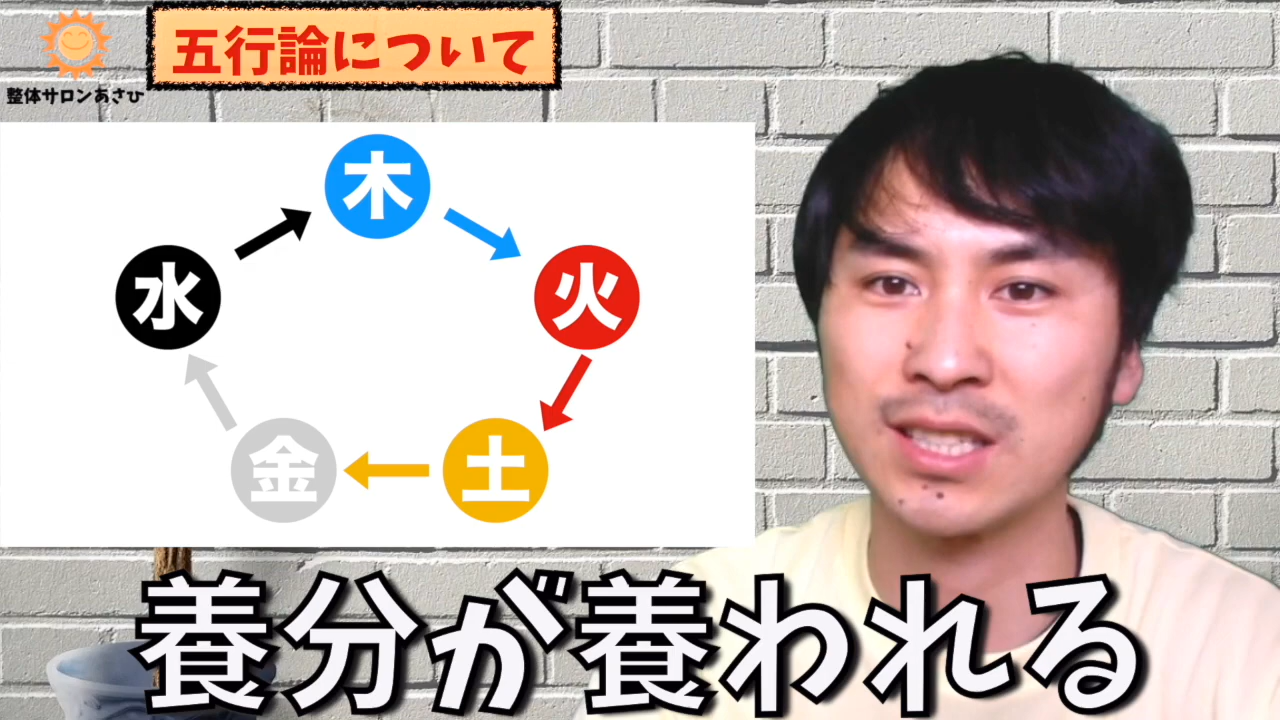 五行論について
整体サロンあさひ
木
水
火
金
土
養分が養われる